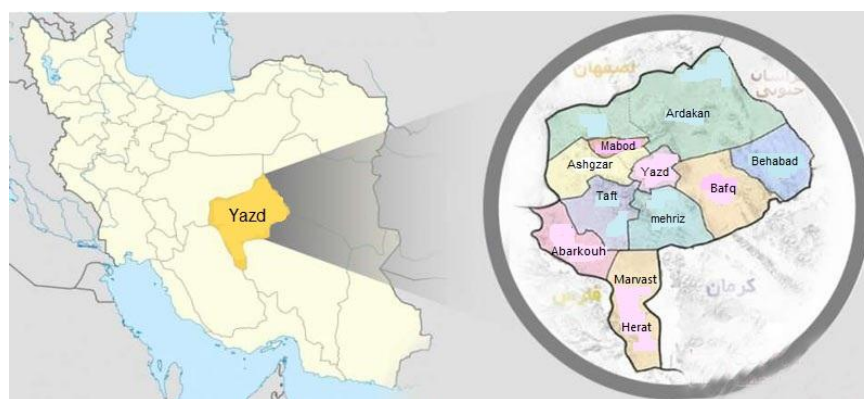 Yazd
اصفهان
خراسان
جنوبی
Ardakan
Mabod
Ashgzar
Yazd
Behabad
Bafq
Taft
mehriz
Abarkouh
Marvast
فارس
کرمان
Herat